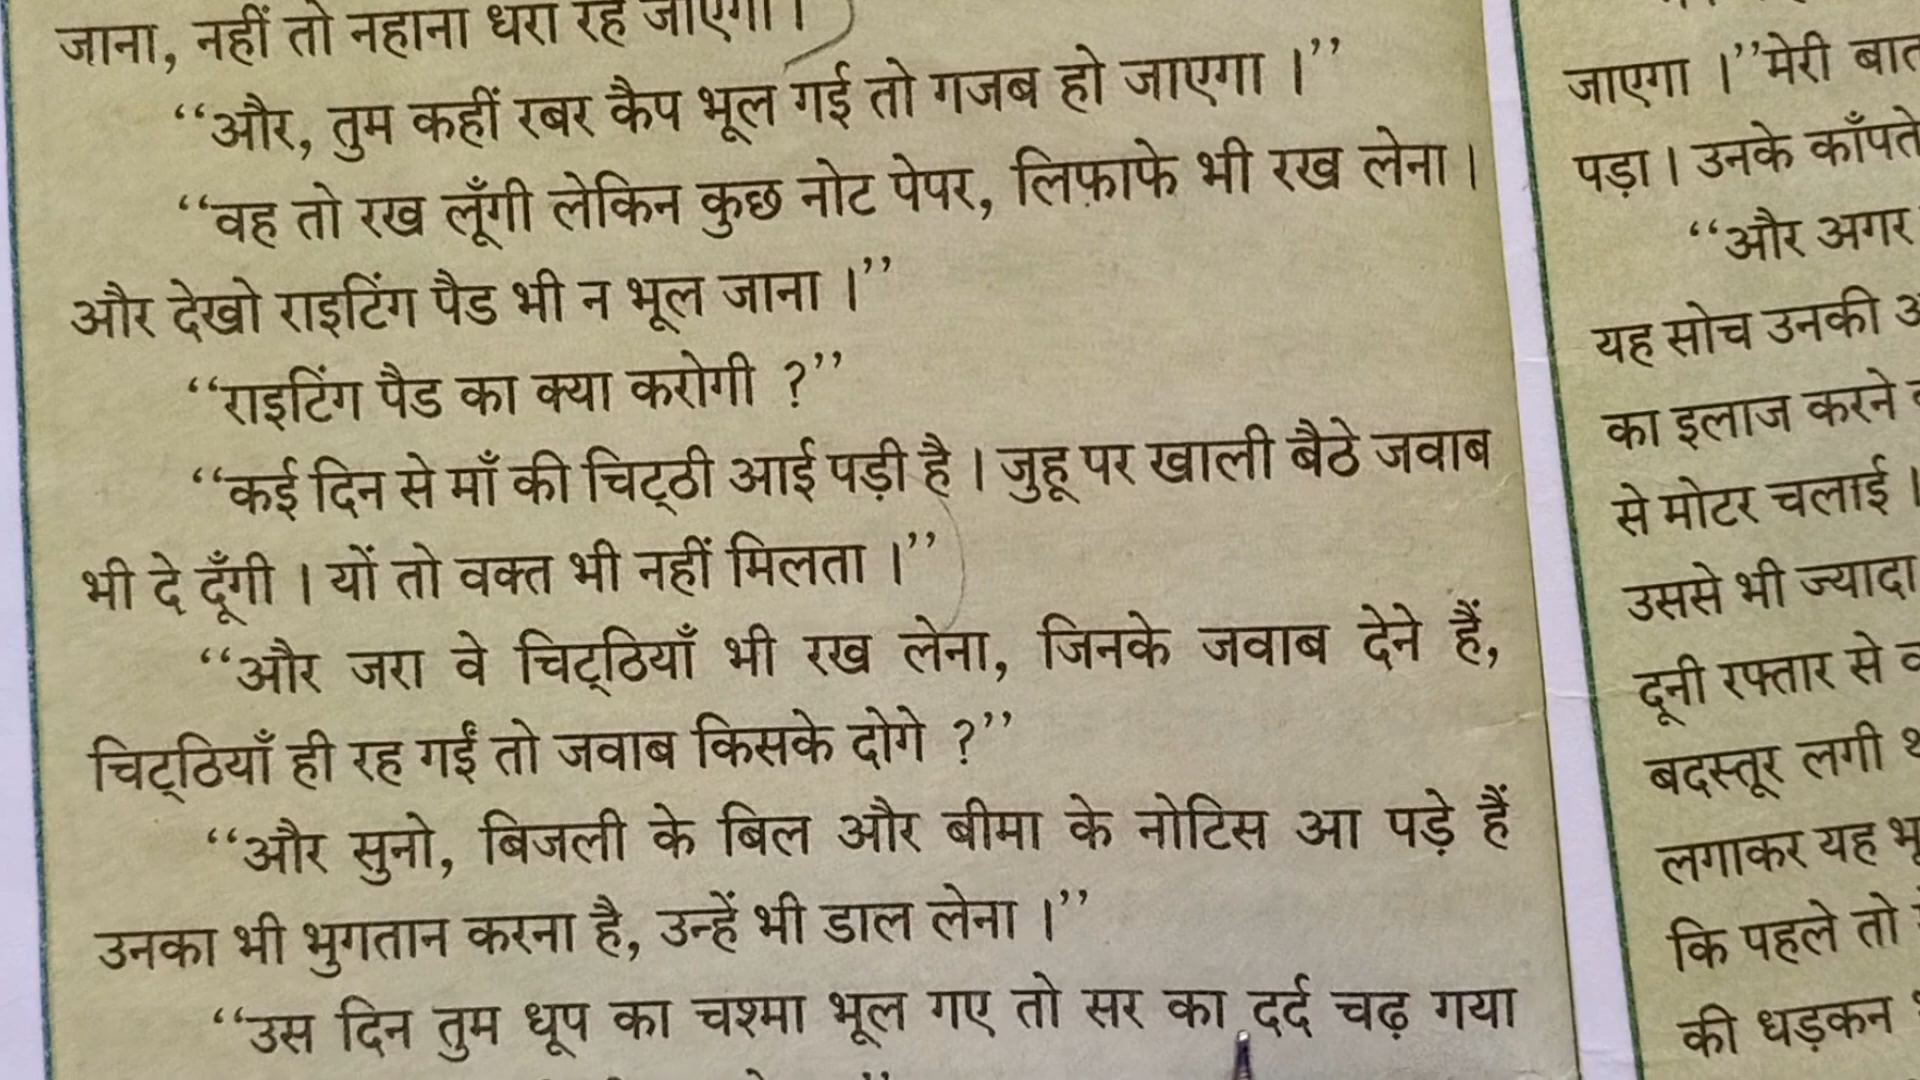 जाना, नहीं तो नहाना धरा रह जाएगा ।
“और, तुम कहीं रबर कैप भूल गई तो गजब हो जाएगा ।”
“वह तो रख लूँगी लेकिन कुछ नोट पेपर, लिफ़ाफे भी रख लेना ।
और देखो राइटिंग पैड भी न भूल जाना ।”
“राइटिंग पैड का क्या करोगी ?”
“कई दिन से माँ की चिट्ठी आई पड़ी है । जुहू पर खाली बैठे जवाब
भी दे दूँगी । यों तो वक्त भी नहीं मिलता ।”
“और जरा वे चिट्ठियाँ भी रख लेना, जिनके जवाब देने हैं,
चिट्ठियाँ ही रह गईं तो जवाब किसके दोगे ?”
“और सुनो, बिजली के बिल और बीमा के नोटिस आ पड़े हैं
उनका भी भुगतान करना है, उन्हें भी डाल लेना ।”
“उस दिन तुम धूप का चश्मा भूल गए तो सर का दर्द चढ़ गया
जाएगा ।”मेरी बात
पड़ा । उनके काँपते
“और अगर
यह सोच उनकी
का इलाज करने
से मोटर चलाई ।
उससे भी ज्यादा
दूनी रफ्तार से
बदस्तूर लगी
लगाकर यह
कि पहले तो
की धड़कन